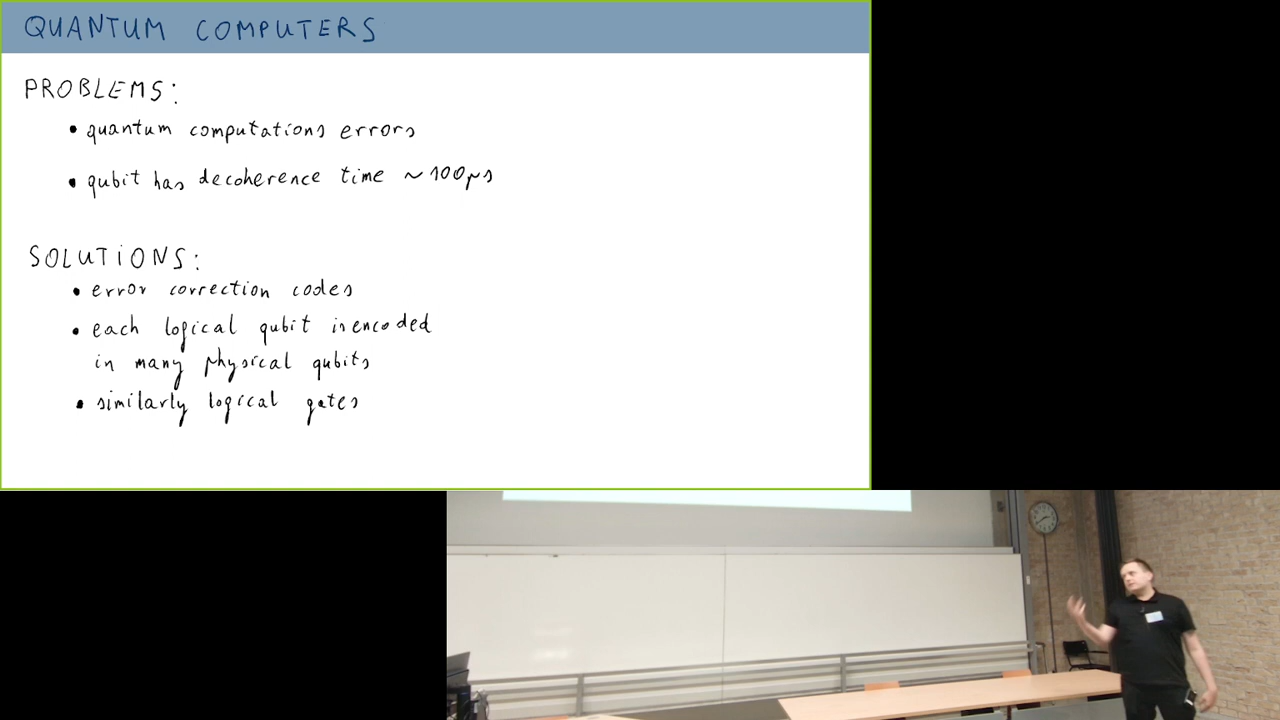 QUANTUM COMPUTERS
PROBLEMS:
• quantum computations errors
• qubit has decoherence time ~100μs
SOLUTIONS:
• error correction codes
• each logical qubit is encoded
in many physical qubits
• similarly logical gates